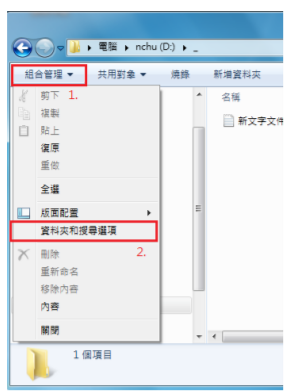 電腦 ▸ nchu (D:) ▸ _
組合管理 ▼ 共用對象 ▼ 燒錄 新增資料夾
剪下 1.
複製
貼上
復原
重做
全選
版面配置
資料夾和搜尋選項
2.
刪除
重新命名
移除內容
內容
關閉
名稱
新文字文件
1 個項目